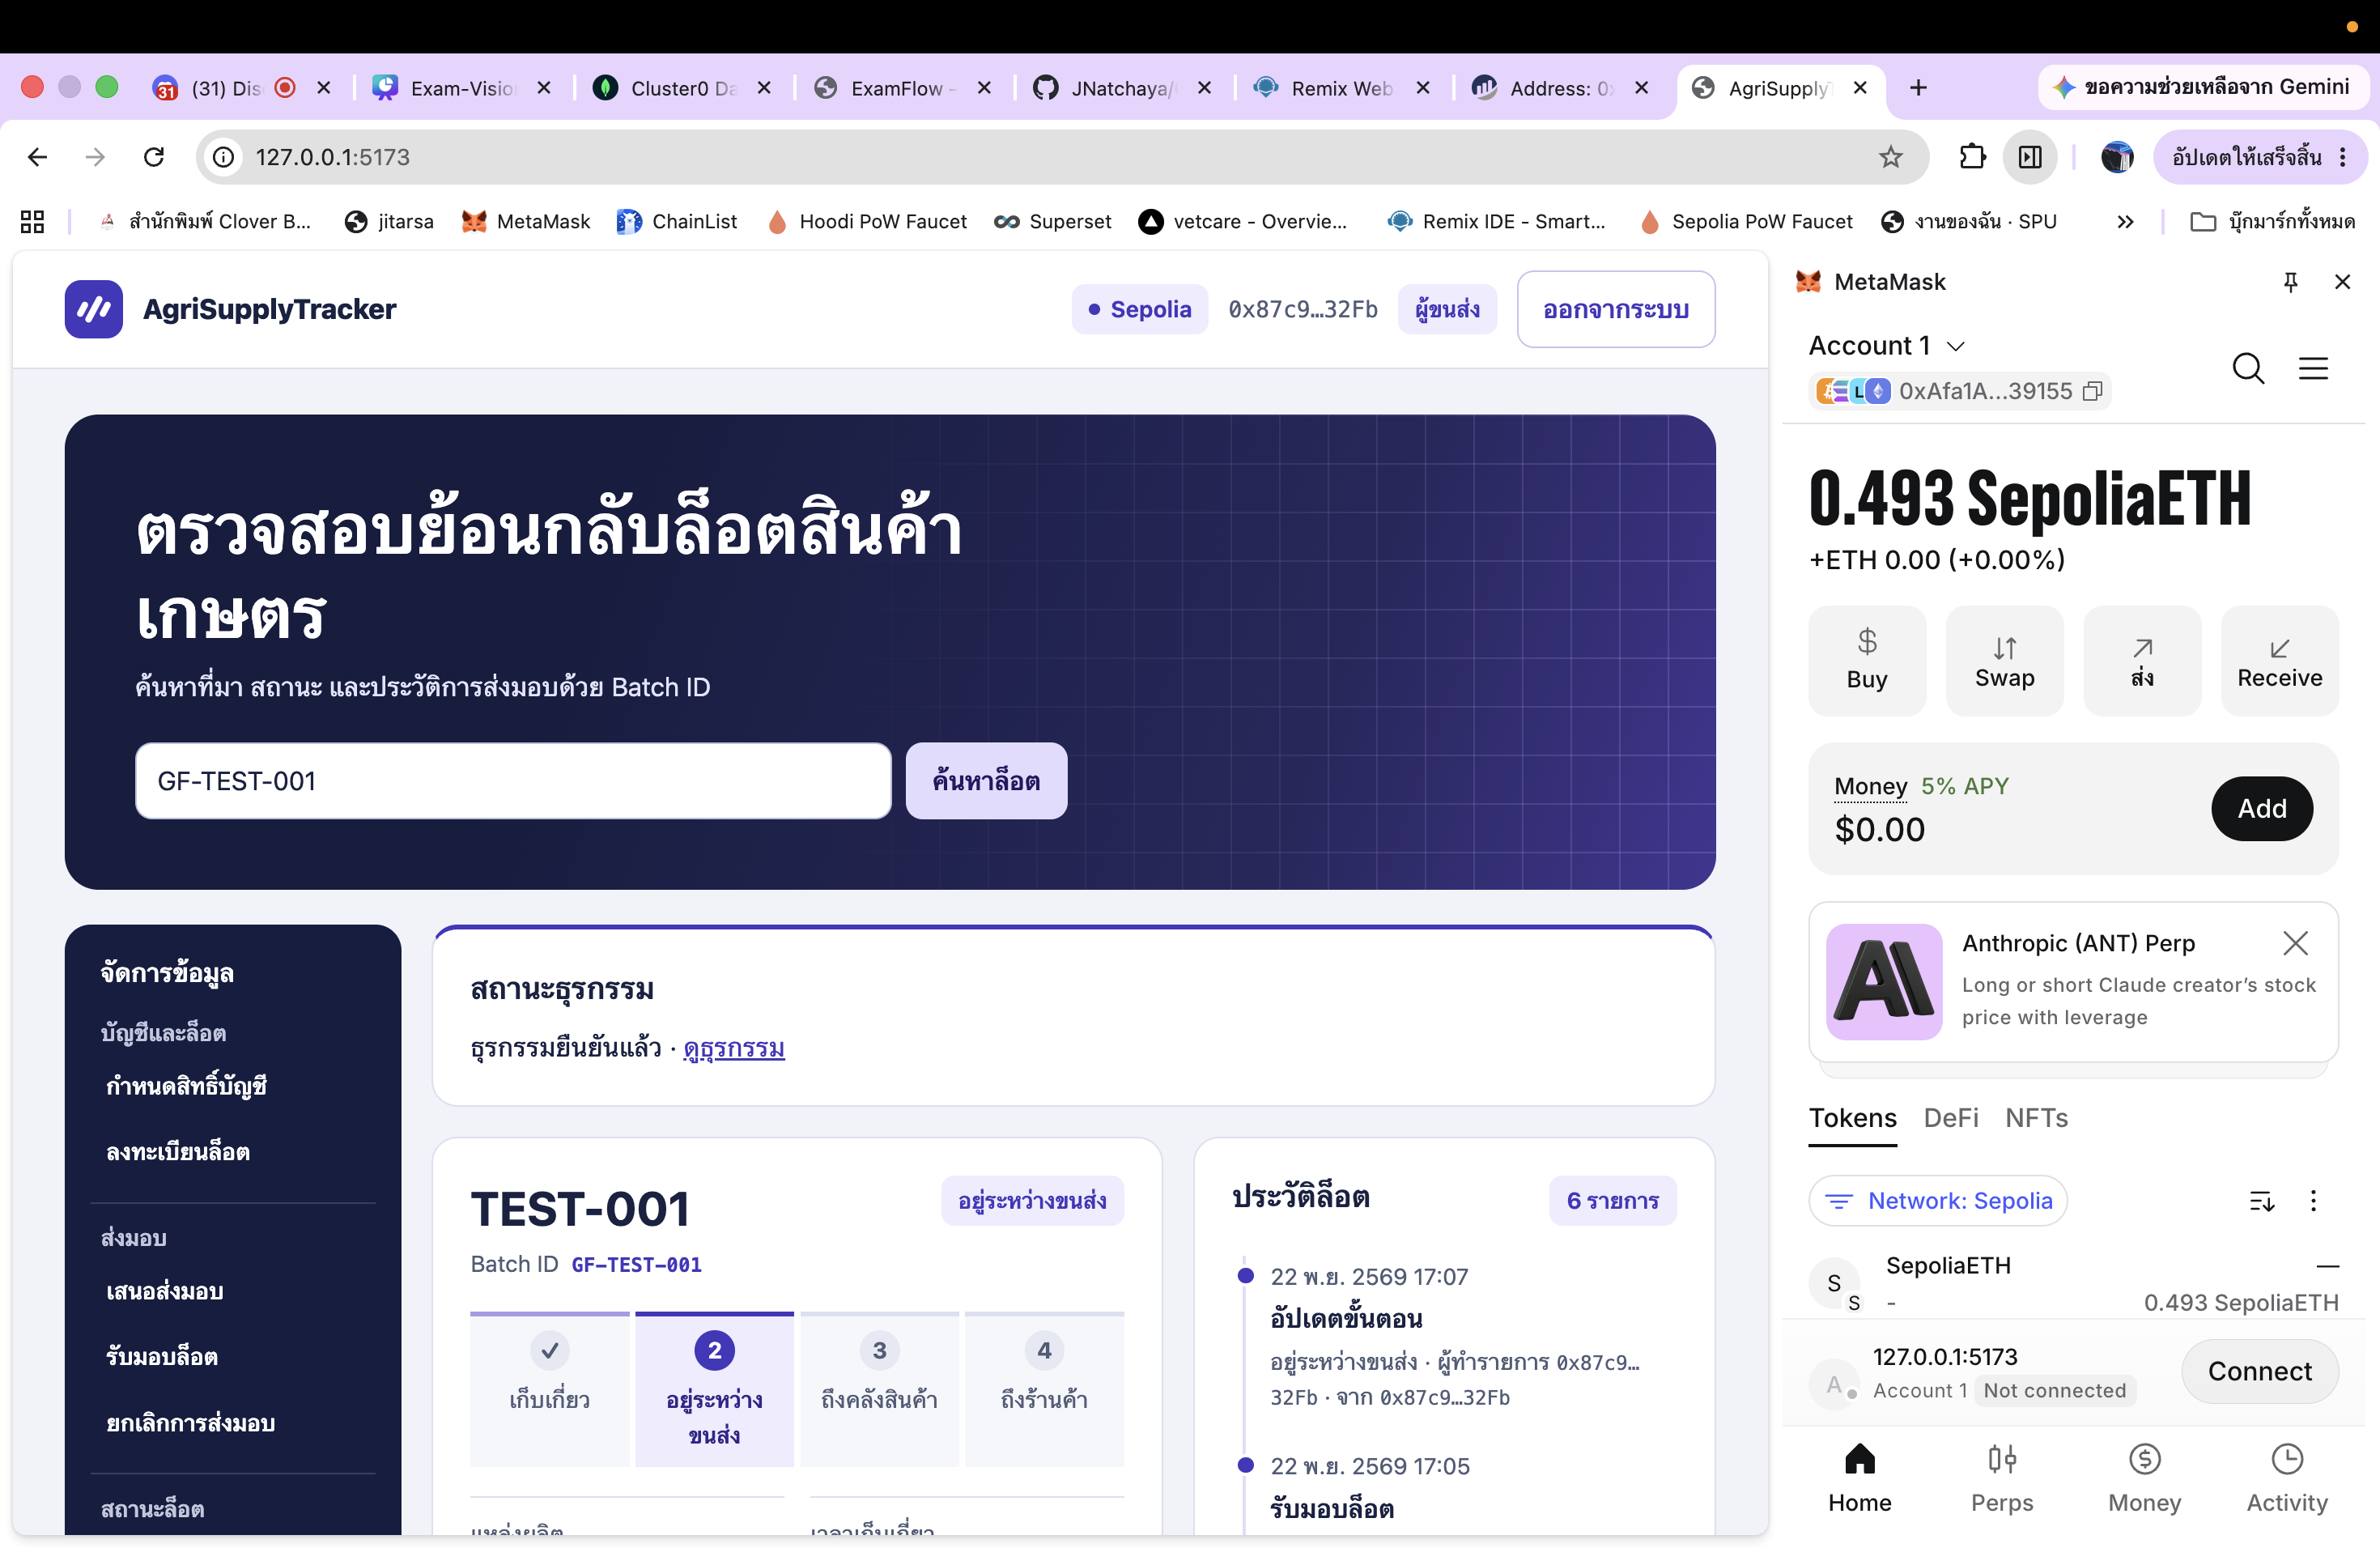 (31) Dis
Exam-Visio
Cluster0 Da
ExamFlow -
JNatchaya/
Remix Web
Address: 0x
AgriSupplyT
ขอความช่วยเหลือจาก Gemini
127.0.0.1:5173
อัปเดตให้เสร็จสิ้น
สำนักพิมพ์ Clover B...
jitarsa
MetaMask
ChainList
Hoodi PoW Faucet
Superset
vetcare - Overvie...
Remix IDE - Smart...
Sepolia PoW Faucet
งานของฉัน · SPU
บุ๊กมาร์กทั้งหมด
AgriSupplyTracker
Sepolia
0x87c9…32Fb
ผู้ขนส่ง
ออกจากระบบ
ตรวจสอบย้อนกลับล็อตสินค้า
เกษตร
ค้นหาที่มา สถานะ และประวัติการส่งมอบด้วย Batch ID
GF-TEST-001
ค้นหาล็อต
จัดการข้อมูล
บัญชีและล็อต
กำหนดสิทธิ์บัญชี
ลงทะเบียนล็อต
ส่งมอบ
เสนอส่งมอบ
รับมอบล็อต
ยกเลิกการส่งมอบ
สถานะล็อต
สถานะธุรกรรม
ธุรกรรมยืนยันแล้ว · ดูธุรกรรม
TEST-001
อยู่ระหว่างขนส่ง
Batch ID GF-TEST-001
เก็บเกี่ยว
2
อยู่ระหว่าง
ขนส่ง
3
ถึงคลังสินค้า
4
ถึงร้านค้า
แหล่งผลิต
เวลาเก็บเกี่ยว
ประวัติล็อต
6 รายการ
22 พ.ย. 2569 17:07
อัปเดตขั้นตอน
อยู่ระหว่างขนส่ง · ผู้ทำรายการ 0x87c9…
32Fb · จาก 0x87c9…32Fb
22 พ.ย. 2569 17:05
รับมอบล็อต
MetaMask
Account 1
0xAfa1A...39155
0.493 SepoliaETH
+ETH 0.00 (+0.00%)
Buy
Swap
ส่ง
Receive
Money 5% APY
$0.00
Add
Anthropic (ANT) Perp
Long or short Claude creator's stock
price with leverage
Tokens
DeFi
NFTs
Network: Sepolia
S
S
SepoliaETH
—
-
0.493 SepoliaETH
A
127.0.0.1:5173
Account 1 Not connected
Connect
Home
Perps
Money
Activity